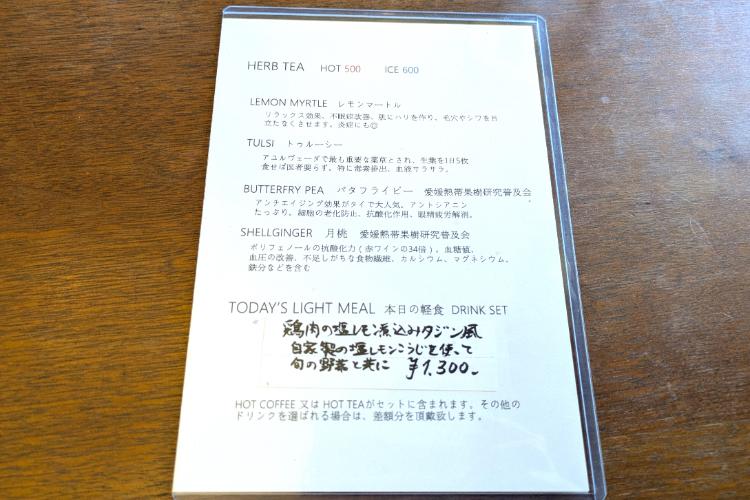 HERB TEA HOT 500 ICE 600
LEMON MYRTLE レモンマートル
リラックス効果、不眠症改善、肌にハリを作り、毛穴やシワを目
立たなくさせます。炎症にも◎
TULSI トゥルーシー
アユルヴェーダで最も重要な薬草とされ、生葉を1日5枚
食せば医者要らず。特に毒素排出、血液サラサラ。
BUTTERFRY PEA バタフライピー 愛媛熱帯果樹研究普及会
アンチエイジング効果がタイで大人気。アントシアニン
たっぷり。細胞の老化防止、抗酸化作用、眼精疲労解消。
SHELLGINGER 月桃 愛媛熱帯果樹研究普及会
ポリフェノールの抗酸化力(赤ワインの34倍)。血糖値、
血圧の改善、不足しがちな食物繊維、カルシウム、マグネシウム、
鉄分などを含む
TODAY'S LIGHT MEAL 本日の軽食 DRINK SET
鶏肉の塩レモン煮込みタジン風
自家製の塩レモンこうじを使って
旬の野菜と共に ¥1,300-
HOT COFFEE 又は HOT TEAがセットに含まれます。その他の
ドリンクを選ばれる場合は、差額分を頂戴致します。